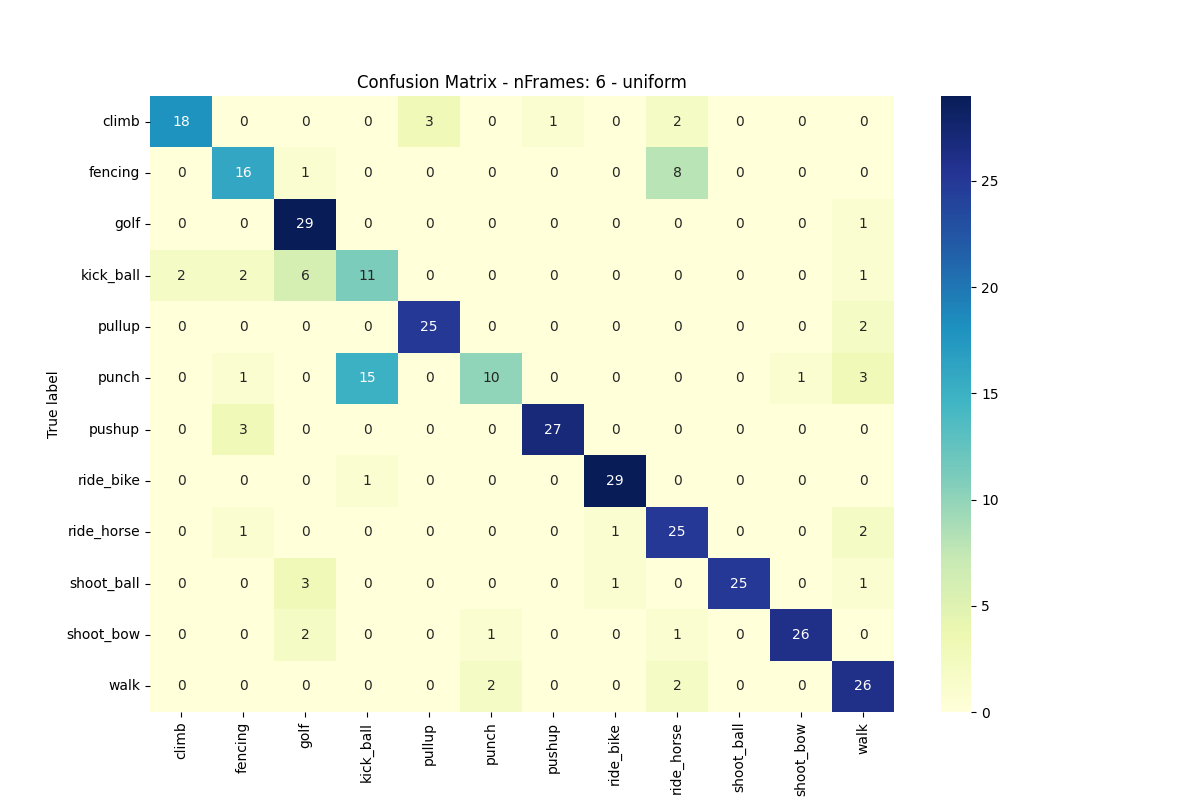 Confusion Matrix - nFrames: 6 - uniform
climb 18 0 0 0 3 0 1 2 0 0 0 0
fencing 0 16 1 0 0 0 0 0 8 0 0 0
golf 0 0 29 0 0 0 0 0 0 0 0 1
kick_ball 2 2 6 11 0 0 0 0 0 0 0 1
pullup 0 0 0 0 25 0 0 0 0 0 0 2
punch 0 1 0 15 0 10 0 0 0 0 1 3
pushup 0 3 0 0 0 0 27 0 0 0 0 0
ride_bike 0 0 0 1 0 0 0 29 0 0 0 0
ride_horse 0 1 0 0 0 0 0 1 25 0 0 2
shoot_ball 0 0 3 0 0 0 0 1 0 25 0 1
shoot_bow 0 0 2 0 0 1 0 0 1 0 26 0
walk 0 0 0 0 0 2 0 0 2 0 0 26
True label
climb fencing golf kick_ball pullup punch pushup ride_bike ride_horse shoot_ball shoot_bow walk
25
20
15
10
5
0